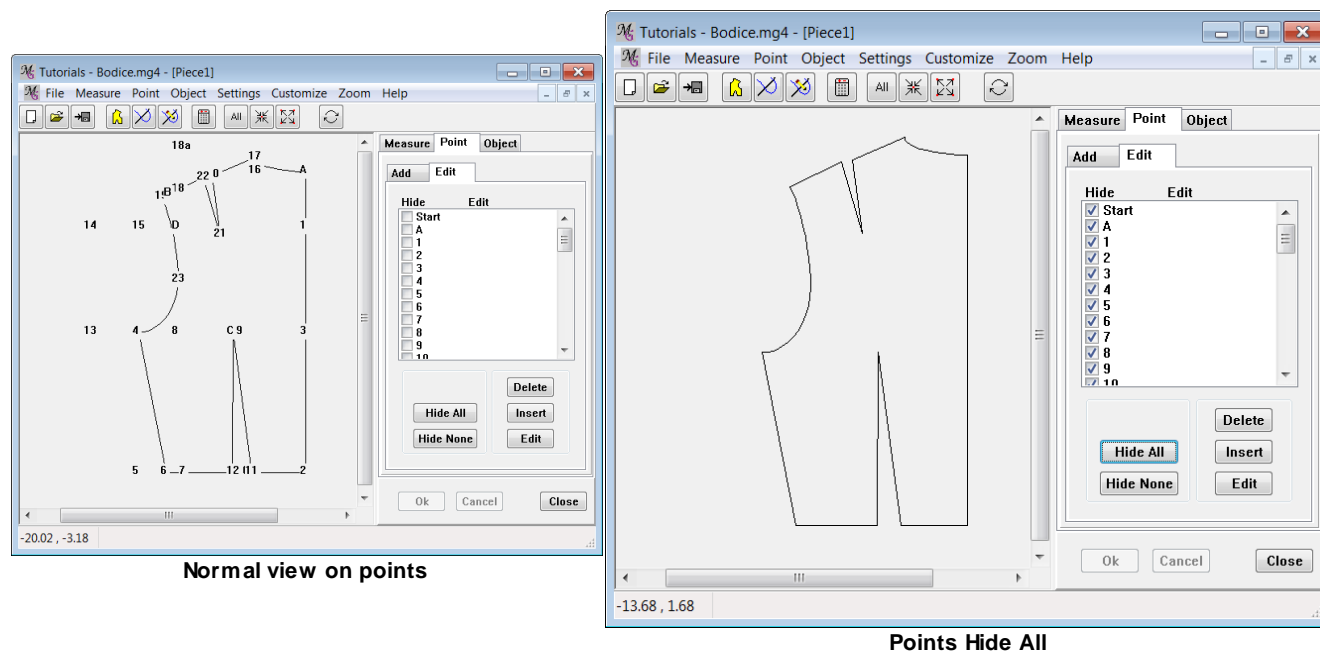 Tutorials - Bodice.mg4 - [Piece1]
File Measure Point Object Settings Customize Zoom Help
All
Measure Point Object
Add Edit
Hide Edit
Start
A
1
2
3
4
5
6
7
8
9
10
Hide All
Hide None
Delete
Insert
Edit
Ok Cancel Close
18a
17
22 0 16 A
B 18
14 15 D 21 1
23
13 4 8 C 9 3
5 6 7 12 11 2
-20.02 , -3.18
Normal view on points
Tutorials - Bodice.mg4 - [Piece1]
File Measure Point Object Settings Customize Zoom Help
All
Measure Point Object
Add Edit
Hide Edit
Start
A
1
2
3
4
5
6
7
8
9
10
Hide All
Hide None
Delete
Insert
Edit
Ok Cancel Close
-13.68 , 1.68
Points Hide All